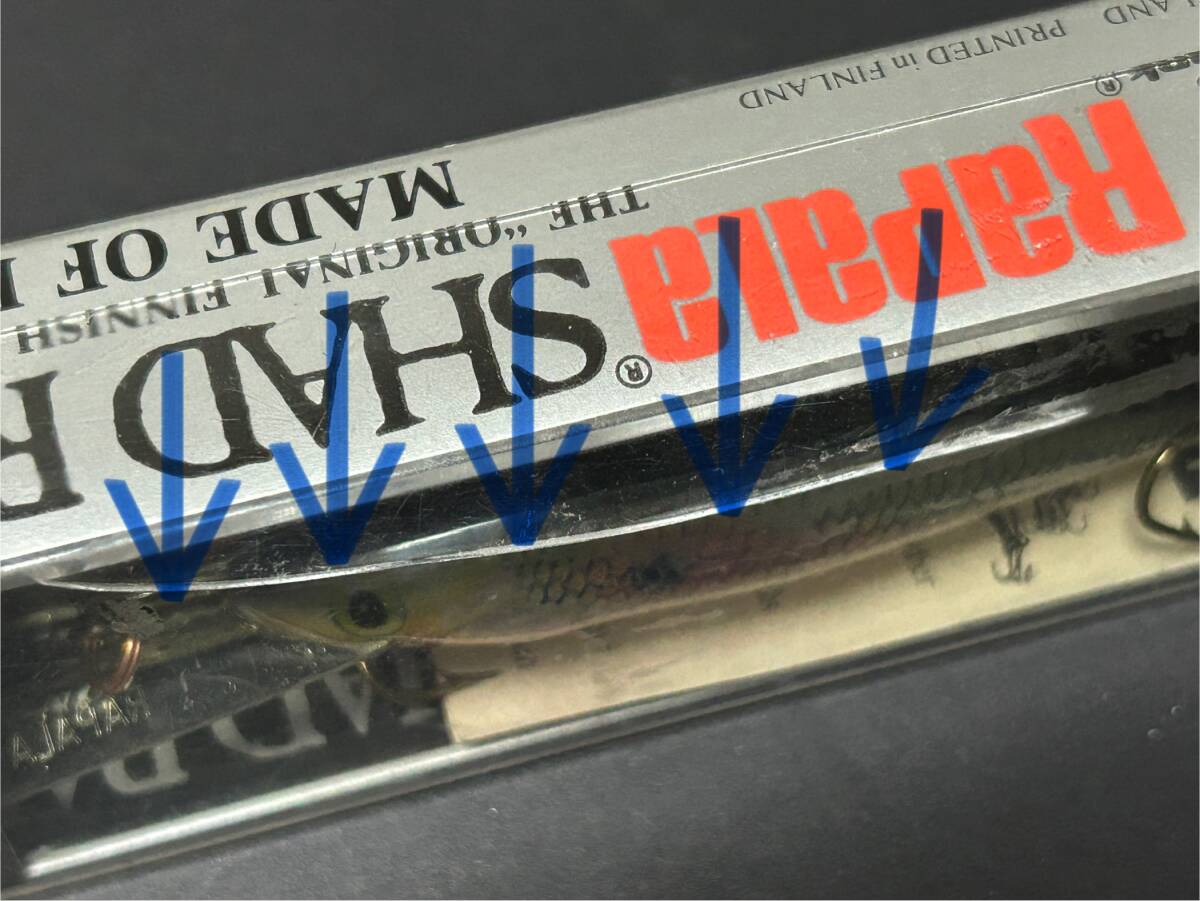 Rapala®
SHAD R
THE "ORIGINAL FINNISH
MADE OF
PRINTED in FINLAND
RAPALA